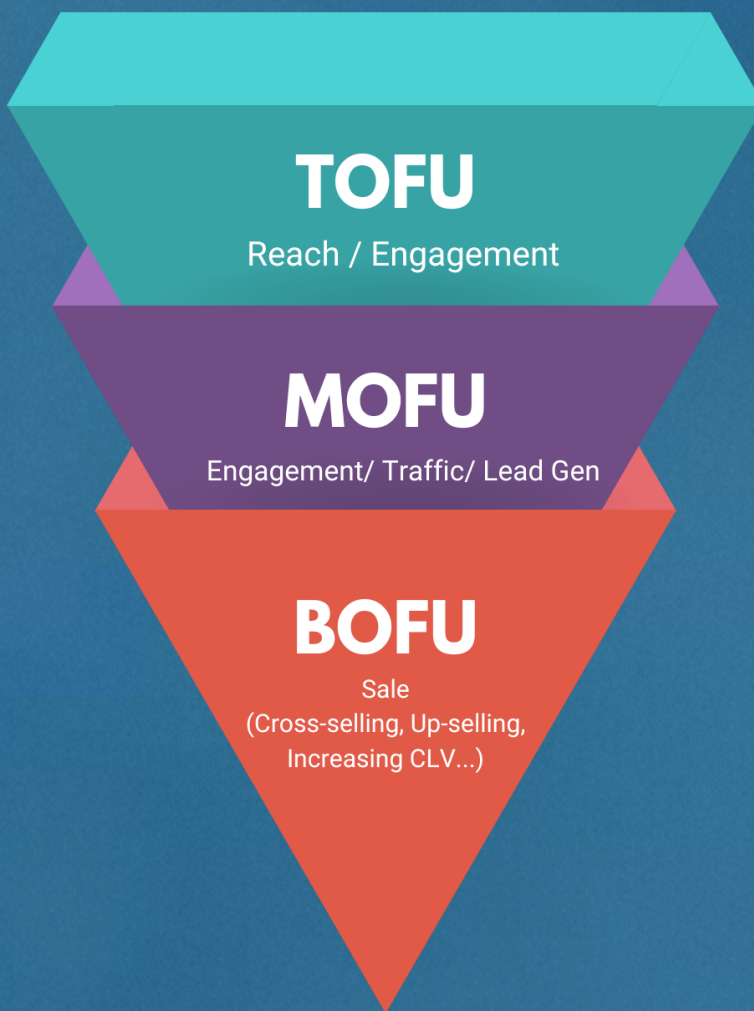 TOFU
Reach / Engagement
MOFU
Engagement/ Traffic/ Lead Gen
BOFU
Sale
(Cross-selling, Up-selling,
Increasing CLV...)